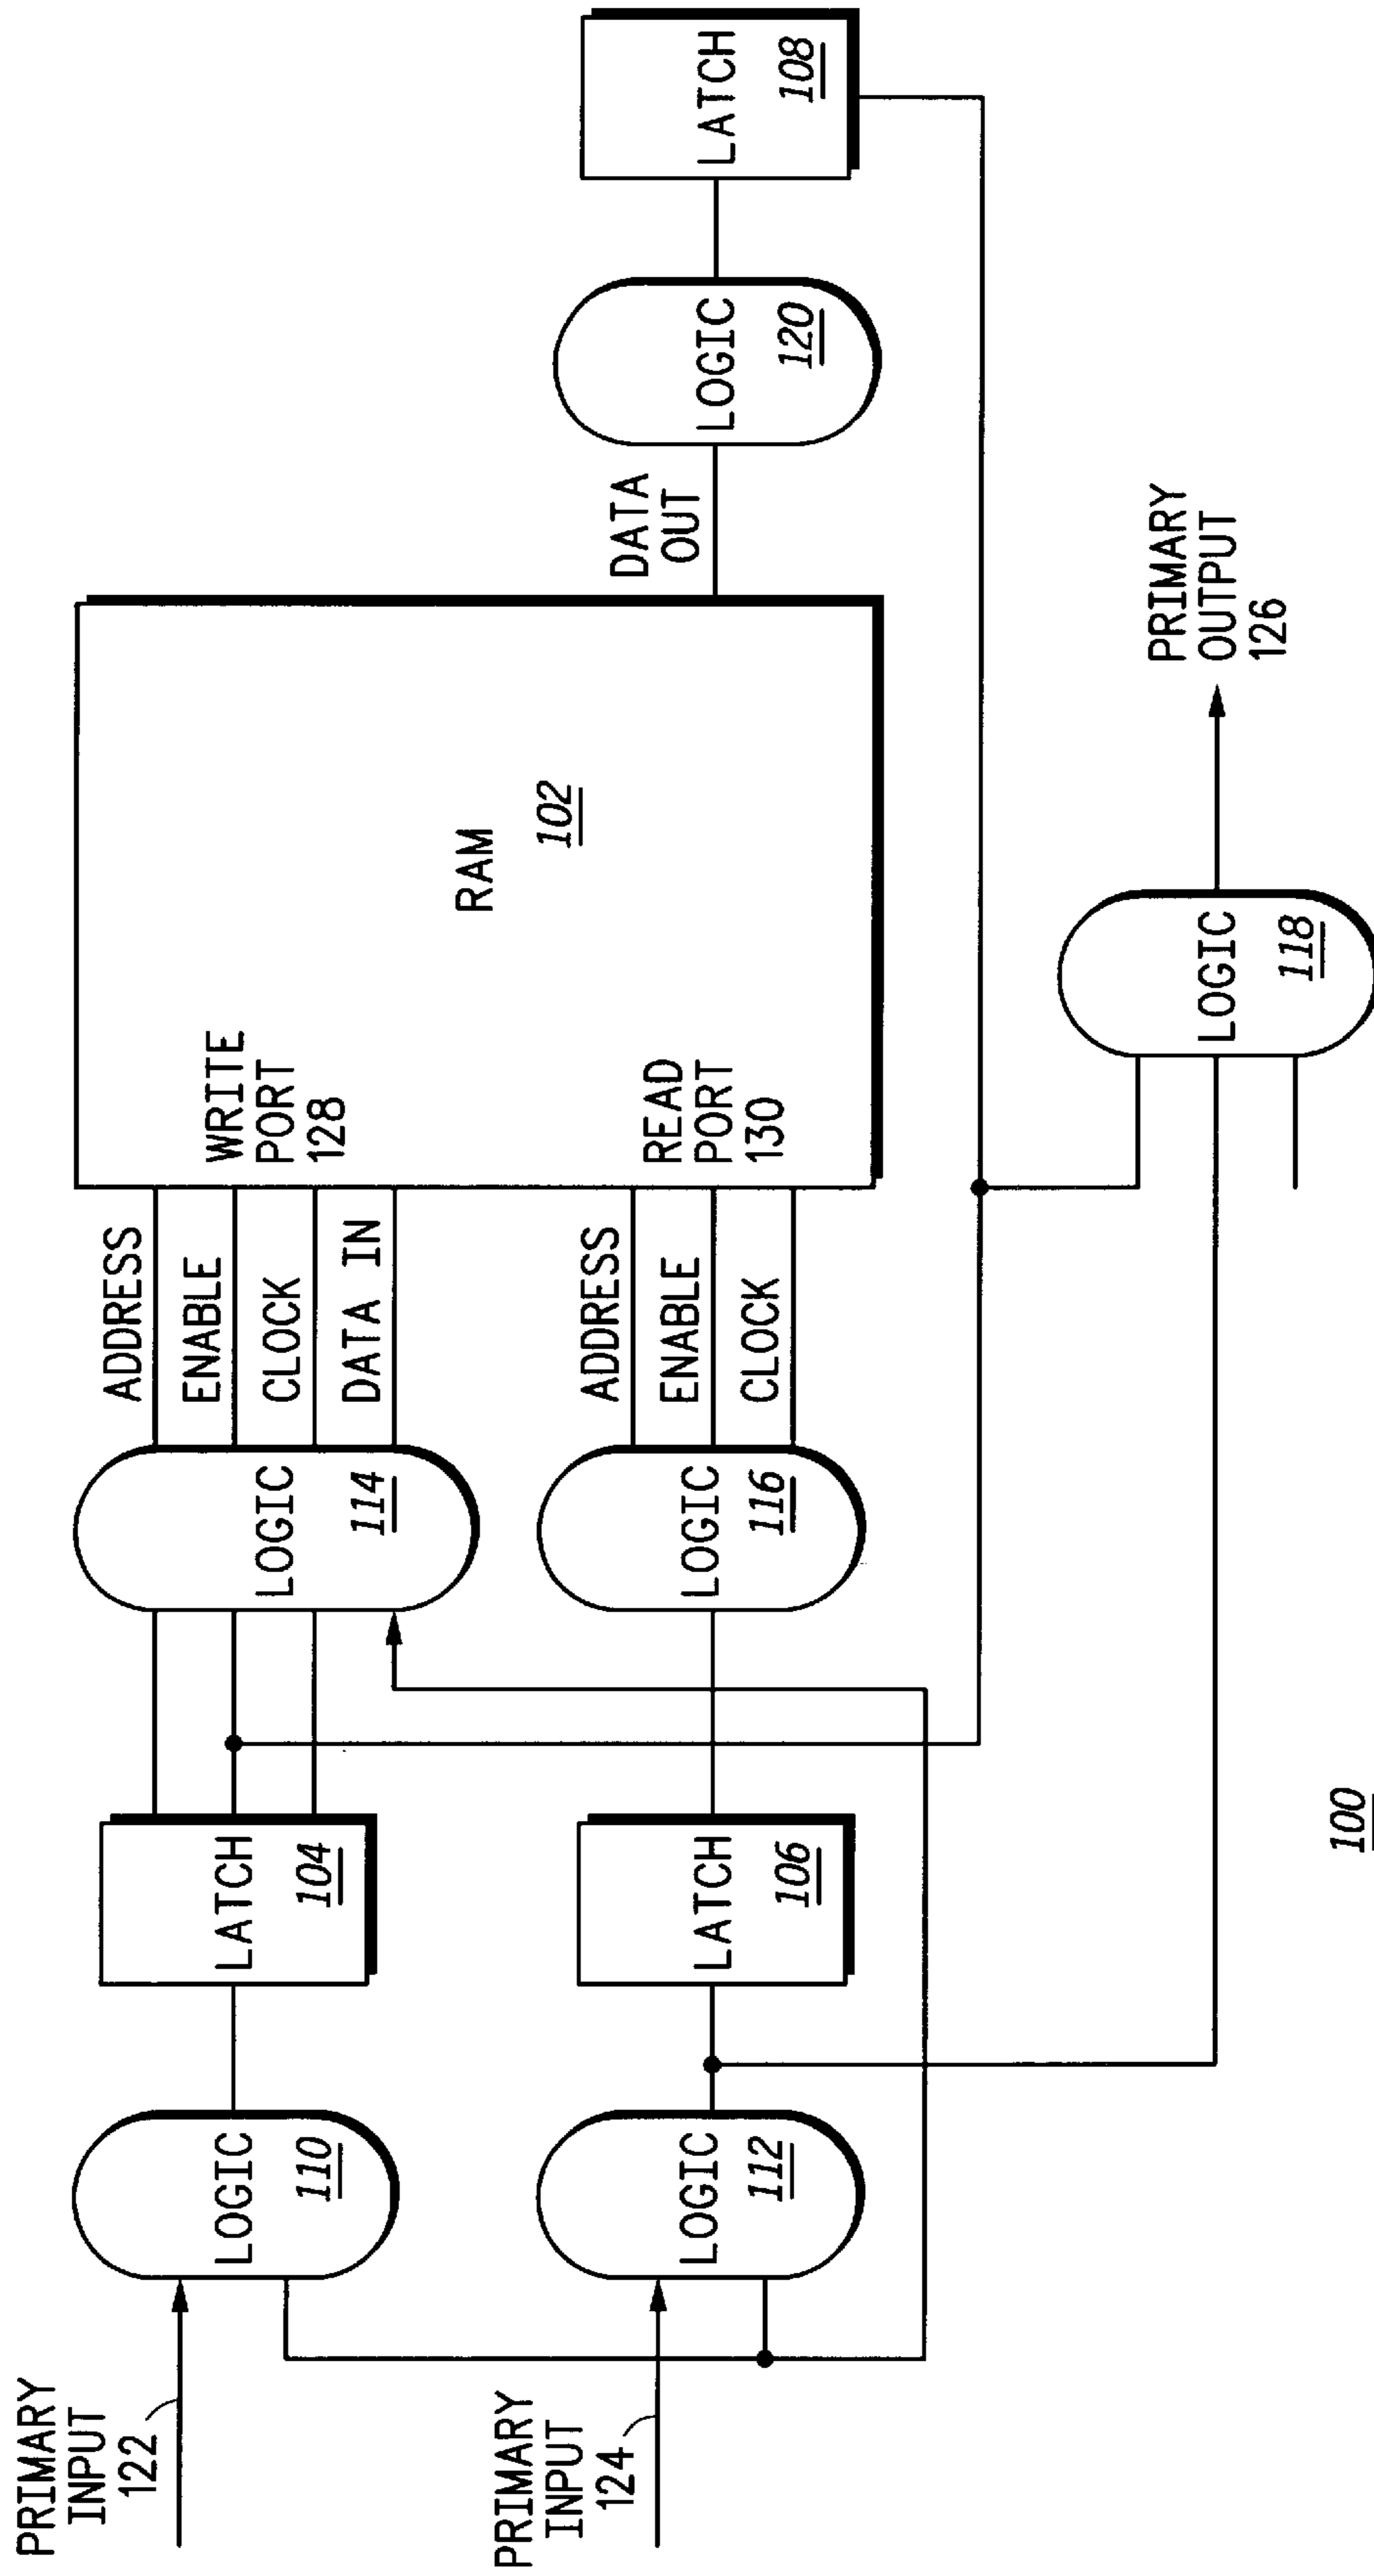 PRIMARY
INPUT
122
LOGIC
110
LATCH
104
LOGIC
114
ADDRESS
ENABLE
CLOCK
DATA IN
WRITE
PORT
128
RAM
102
PRIMARY
INPUT
124
LOGIC
112
LATCH
106
LOGIC
116
ADDRESS
ENABLE
CLOCK
READ
PORT
130
DATA
OUT
LOGIC
120
LATCH
108
LOGIC
118
PRIMARY
OUTPUT
126
100